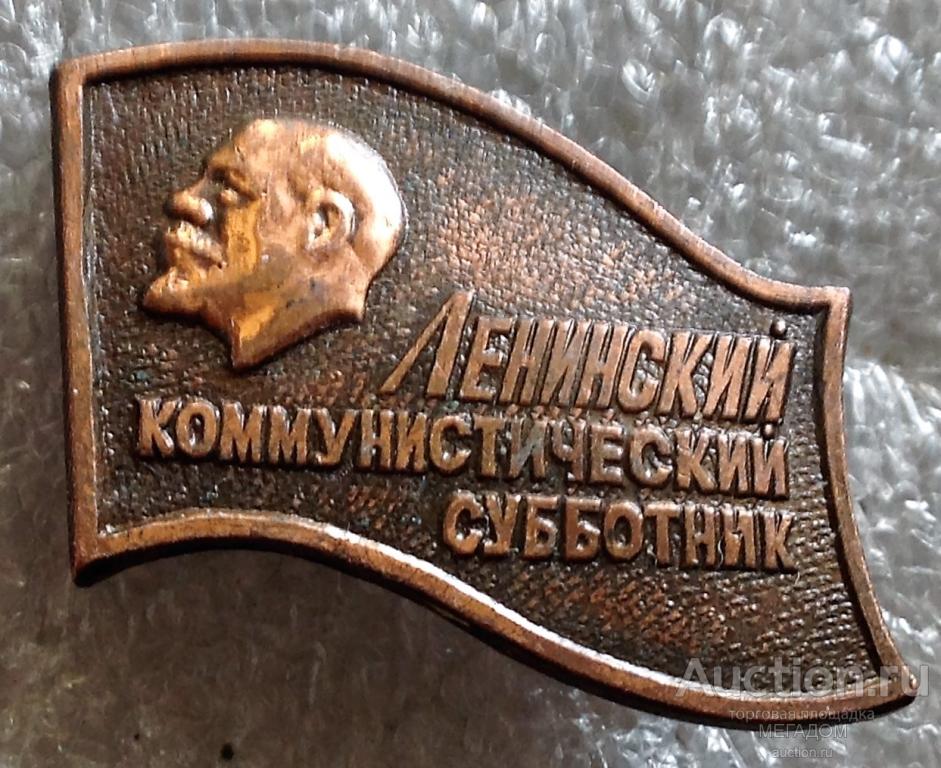 Ленинский
коммунистический
субботник
Auction.ru
торговая площадка
МЕГАДОМ
auction.ru